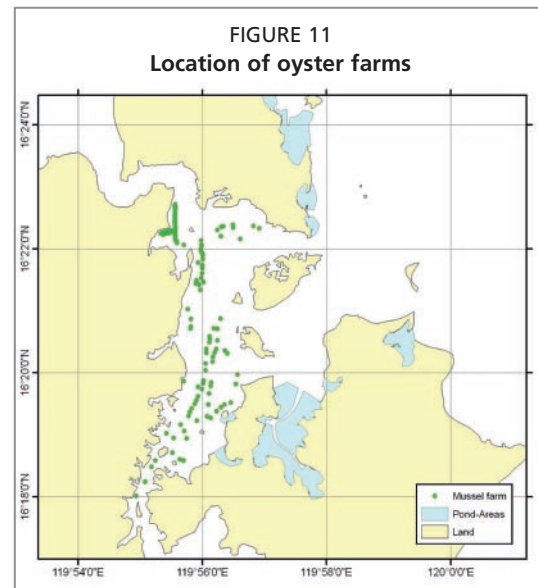 FIGURE 11
Location of oyster farms
16°24'0"N
16°22'0"N
16°20'0"N
16°18'0"N
Mussel farm
Pond-Areas
Land
119°54'0"E
119°56'0"E
119°58'0"E
120°0'0"E